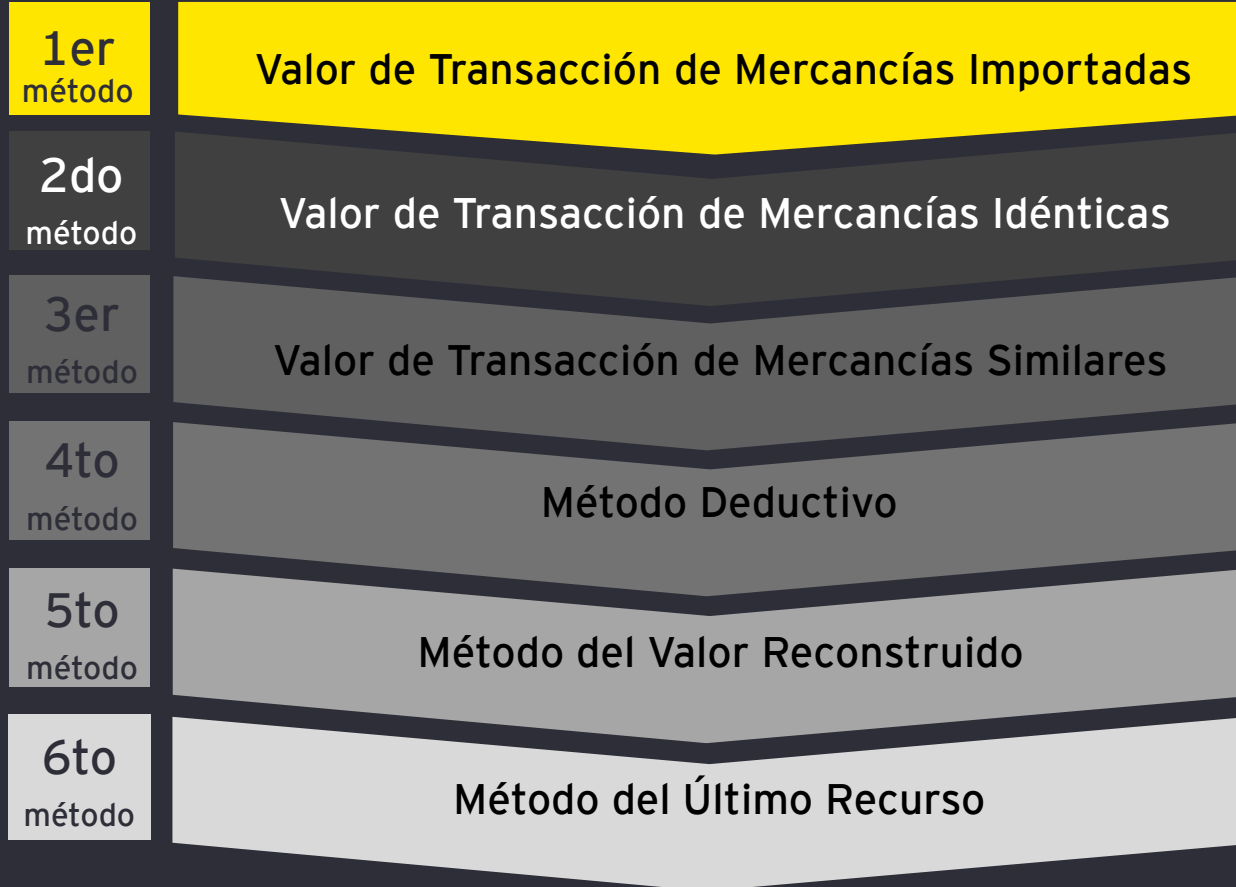 1er
método
Valor de Transacción de Mercancías Importadas
2do
método
Valor de Transacción de Mercancías Idénticas
3er
método
Valor de Transacción de Mercancías Similares
4to
método
Método Deductivo
5to
método
Método del Valor Reconstruido
6to
método
Método del Último Recurso